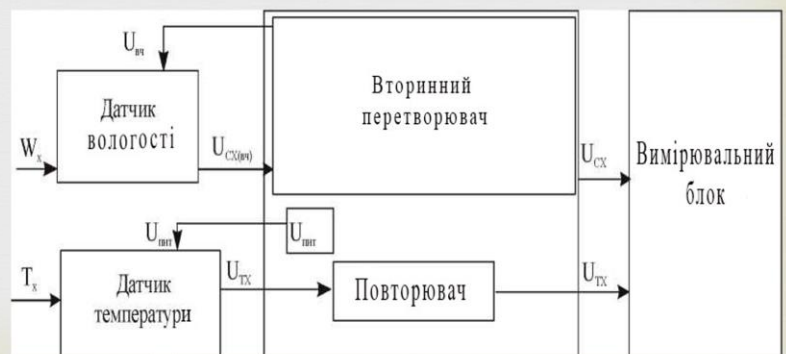 Uвч
Датчик
вологості
Wx
UCX(вч)
Вторинний
перетворювач
UCX
Вимірювальний
блок
Uпит
Uпит
Tx
Датчик
температури
UTX
Повторювач
UTX